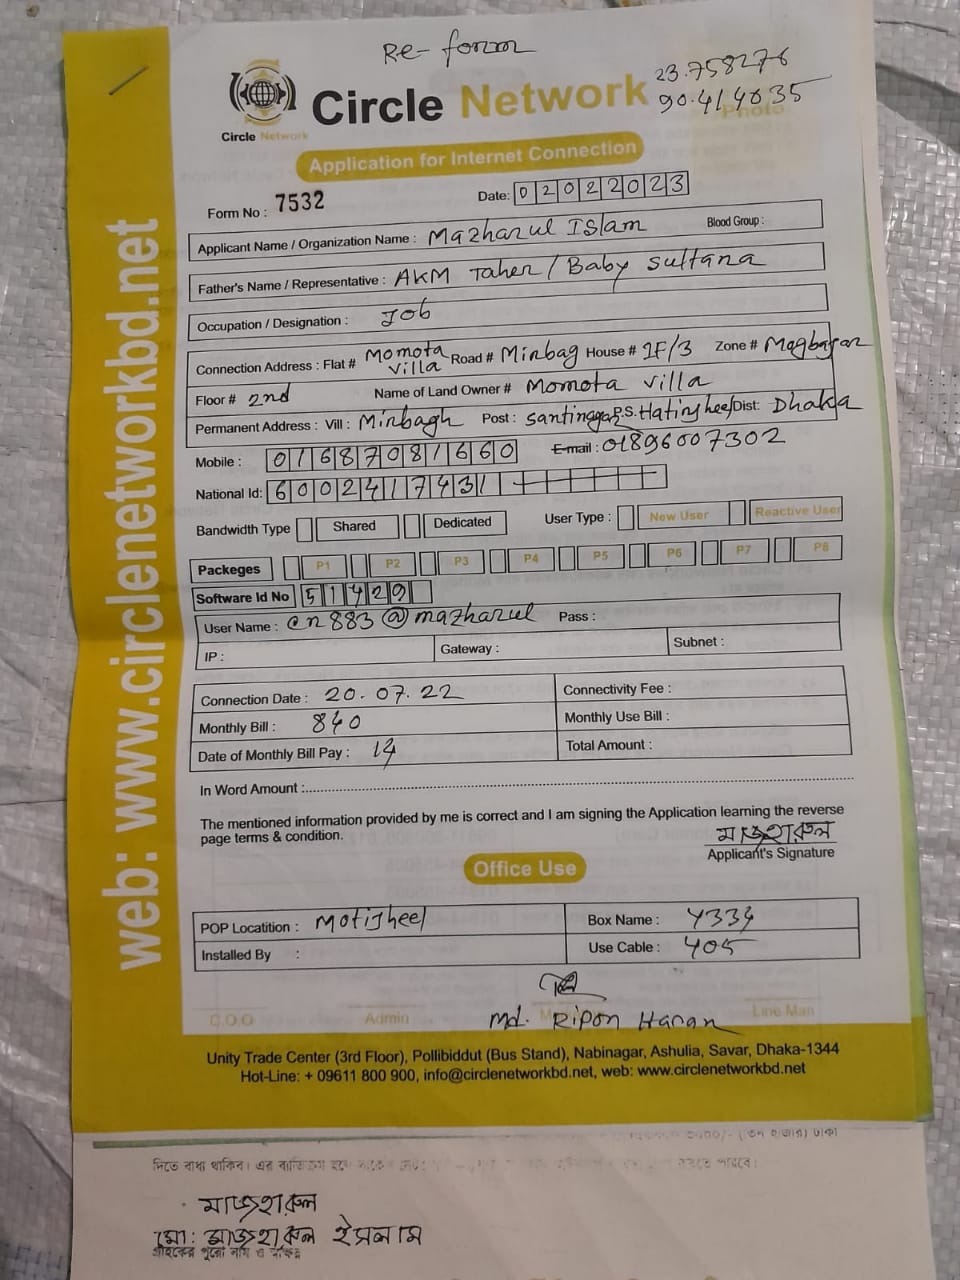 Re-form
23.758276
90.414035
Circle Network
Circle Network
Photo
Application for Internet Connection
Form No : 7532 Date: 02022023
Applicant Name / Organization Name : Mazharul Islam Blood Group :
Father's Name / Representative : AKM Taher / Baby Sultana
Occupation / Designation : Job
Connection Address : Flat # Momota Villa Road # Mirbag House # 1F/3 Zone # Magbazar
Floor # 2nd Name of Land Owner # Momota Villa
Permanent Address : Vill : Mirbagh Post : santinagar P.S. Hatirjheel Dist: Dhaka
Mobile : 01687081660 Email : 01896007302
National Id: 6002417431
Bandwidth Type Shared Dedicated User Type : New User Reactive User
Packeges P1 P2 P3 P4 P5 P6 P7 P8
Software Id No 51429
User Name : cn883@mazharul Pass :
IP : Gateway : Subnet :
Connection Date : 20.07.22 Connectivity Fee :
Monthly Bill : 840 Monthly Use Bill :
Date of Monthly Bill Pay : 14 Total Amount :
In Word Amount :
The mentioned information provided by me is correct and I am signing the Application learning the reverse
page terms & condition.
মাজহারুল
Applicant's Signature
Office Use
POP Locatition : Motijheel Box Name : Y334
Installed By : Use Cable : 405
C.O.O Admin Line Man
Md. Ripon Hasan
Unity Trade Center (3rd Floor), Pollibiddut (Bus Stand), Nabinagar, Ashulia, Savar, Dhaka-1344
Hot-Line: + 09611 800 900, info@circlenetworkbd.net, web: www.circlenetworkbd.net
web: www.circlenetworkbd.net
দিতে বাধ্য থাকিব। এর ব্যতিক্রম হলে
মাজহারুল
মো: মাজহারুল ইসলাম
গ্রাহকের পুরো নাম ও স্বাক্ষর